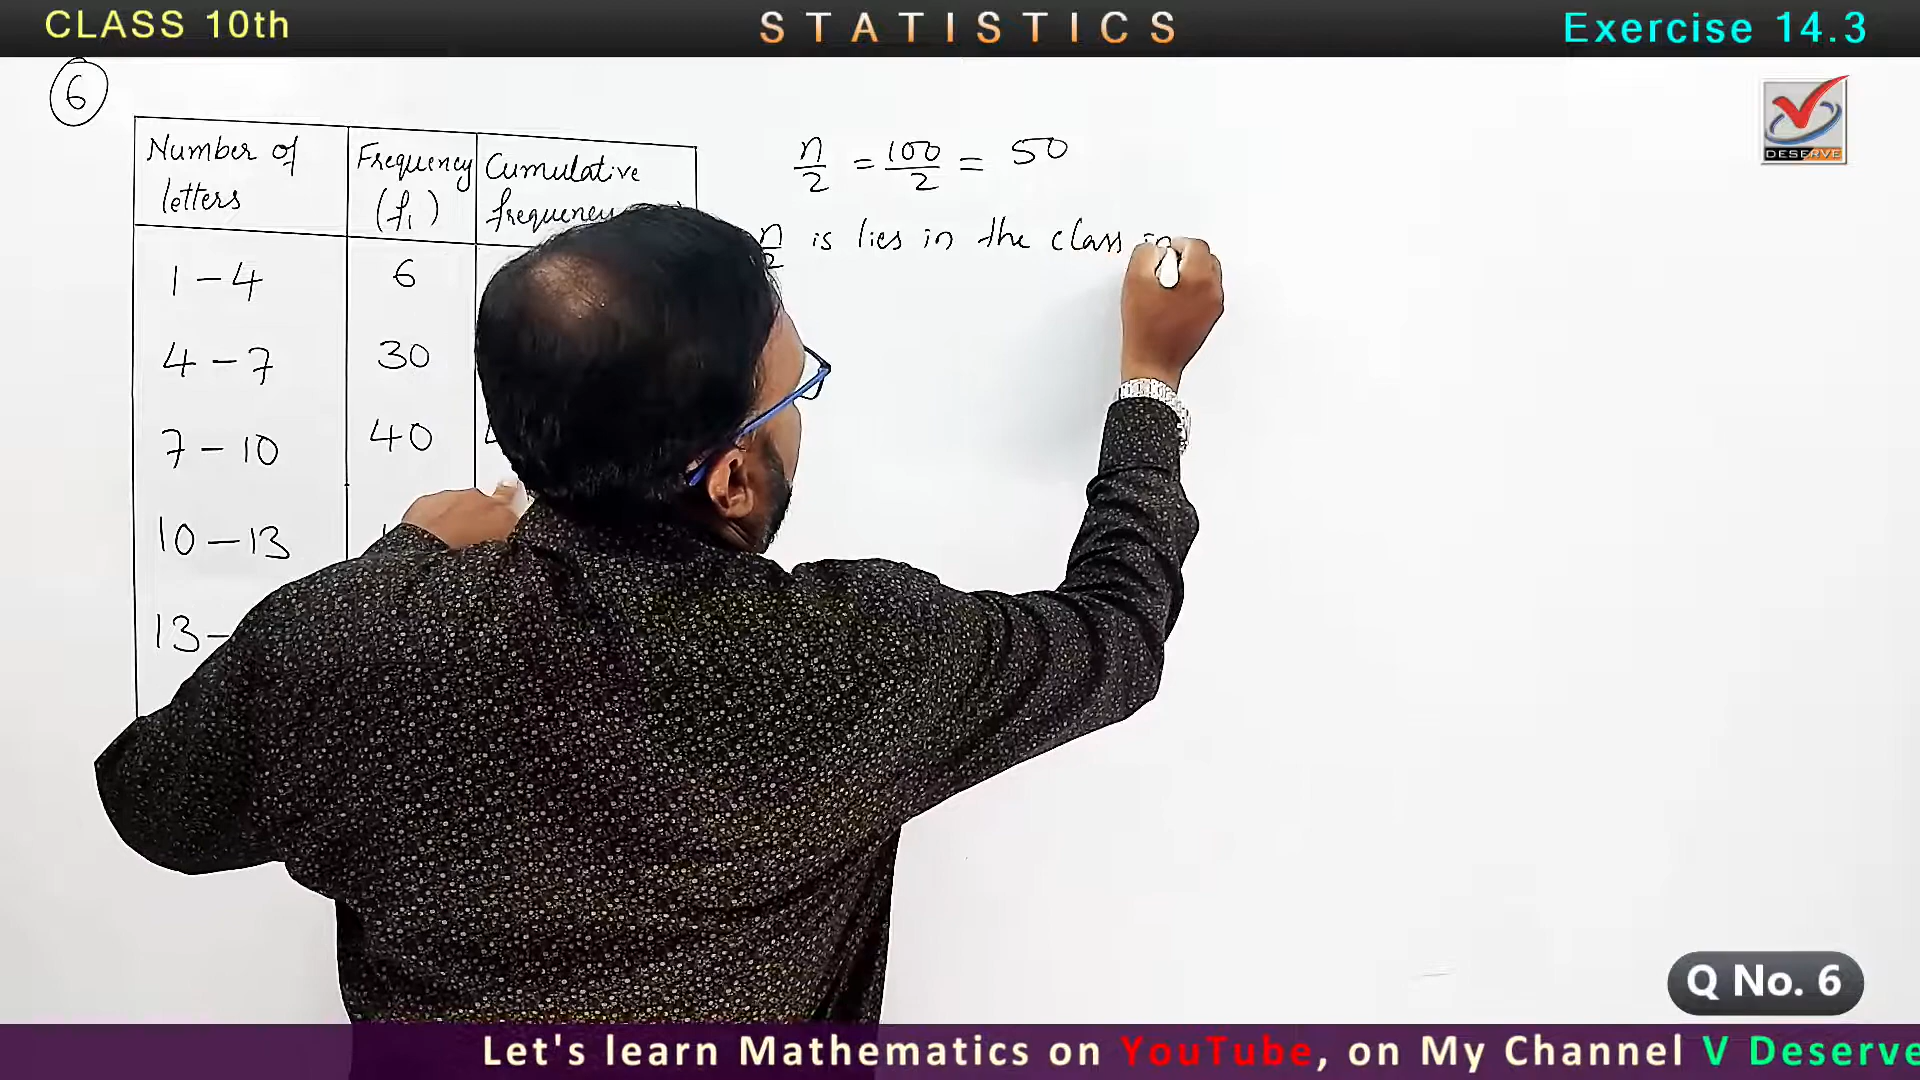 CLASS 10th
STATISTICS
Exercise 14.3
6
DESERVE
Number of letters
Frequency (f₁)
Cumulative frequency
1 – 4
6
4 – 7
30
7 – 10
40
10 – 13
13 –
n/2 = 100/2 = 50
n/2 is lies in the class in
Q No. 6
Let's learn Mathematics on YouTube, on My Channel V Deserve